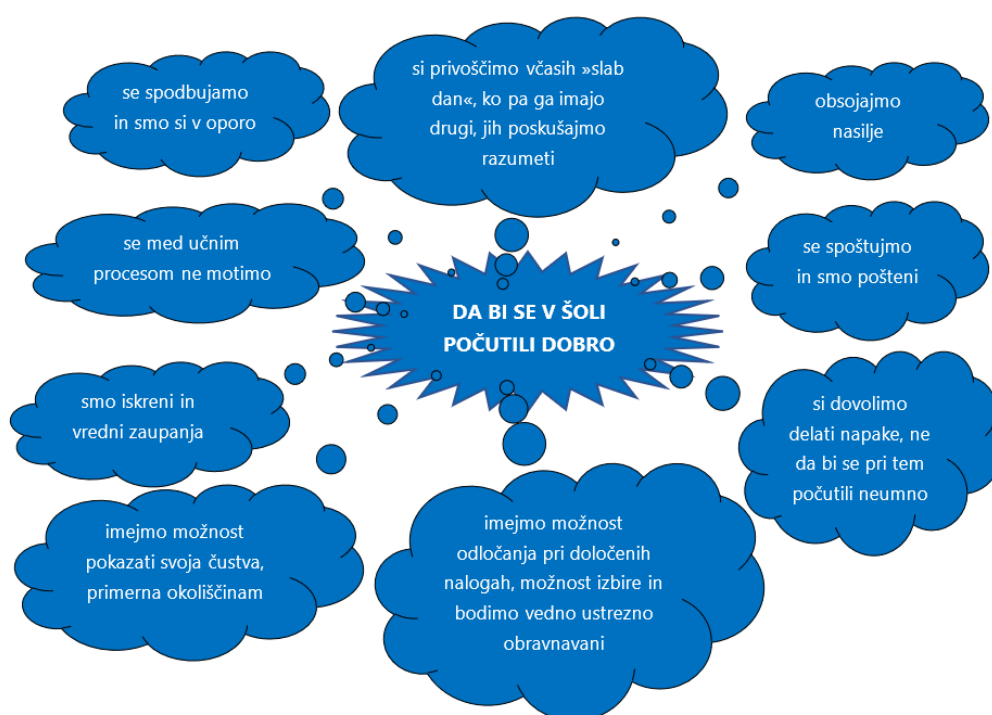 se spodbujamo
in smo si v oporo
si privoščimo včasih »slab
dan«, ko pa ga imajo
drugi, jih poskušajmo
razumeti
obsojajmo
nasilje
se med učnim
procesom ne motimo
se spoštujmo
in smo pošteni
DA BI SE V ŠOLI
POČUTILI DOBRO
smo iskreni in
vredni zaupanja
si dovolimo
delati napake, ne
da bi se pri tem
počutili neumno
imejmo možnost
pokazati svoja čustva,
primerna okoliščinam
imejmo možnost
odločanja pri določenih
nalogah, možnost izbire in
bodimo vedno ustrezno
obravnavani